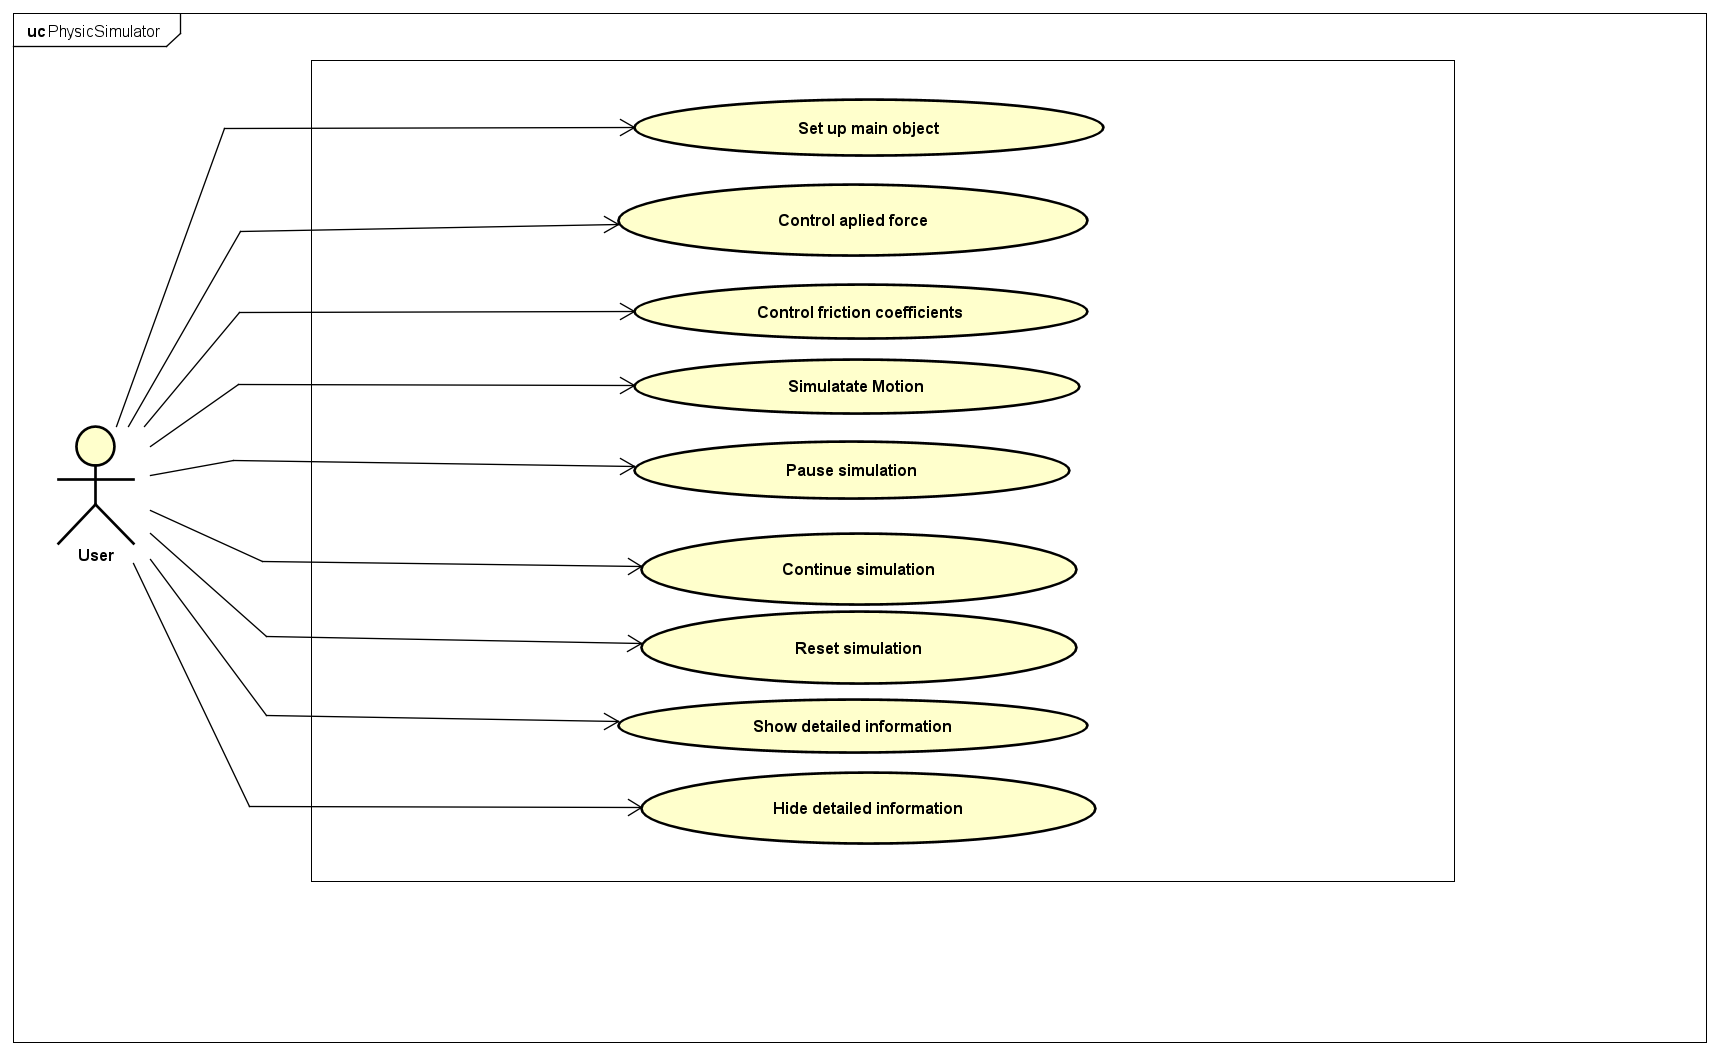 uc PhysicSimulator
Set up main object
Control aplied force
Control friction coefficients
Simulatate Motion
Pause simulation
User
Continue simulation
Reset simulation
Show detailed information
Hide detailed information